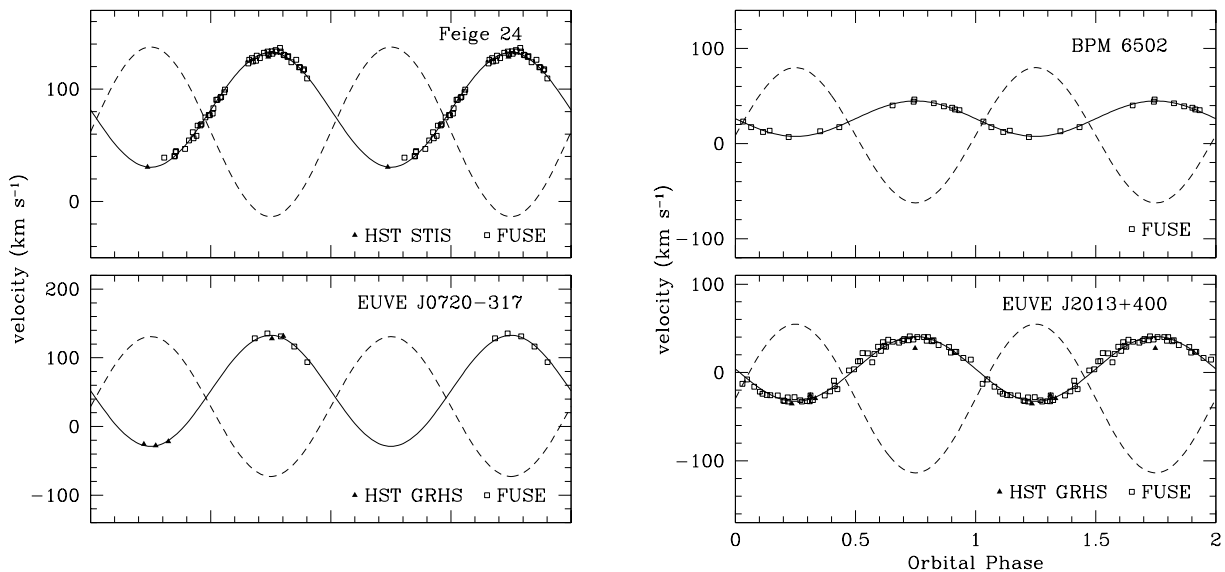 Feige 24
100
0
HST STIS FUSE
velocity (km s⁻¹)
EUVE J0720−317
200
100
0
−100
HST GRHS FUSE
BPM 6502
100
0
−100
FUSE
velocity (km s⁻¹)
EUVE J2013+400
100
0
−100
HST GRHS FUSE
0 0.5 1 1.5 2
Orbital Phase